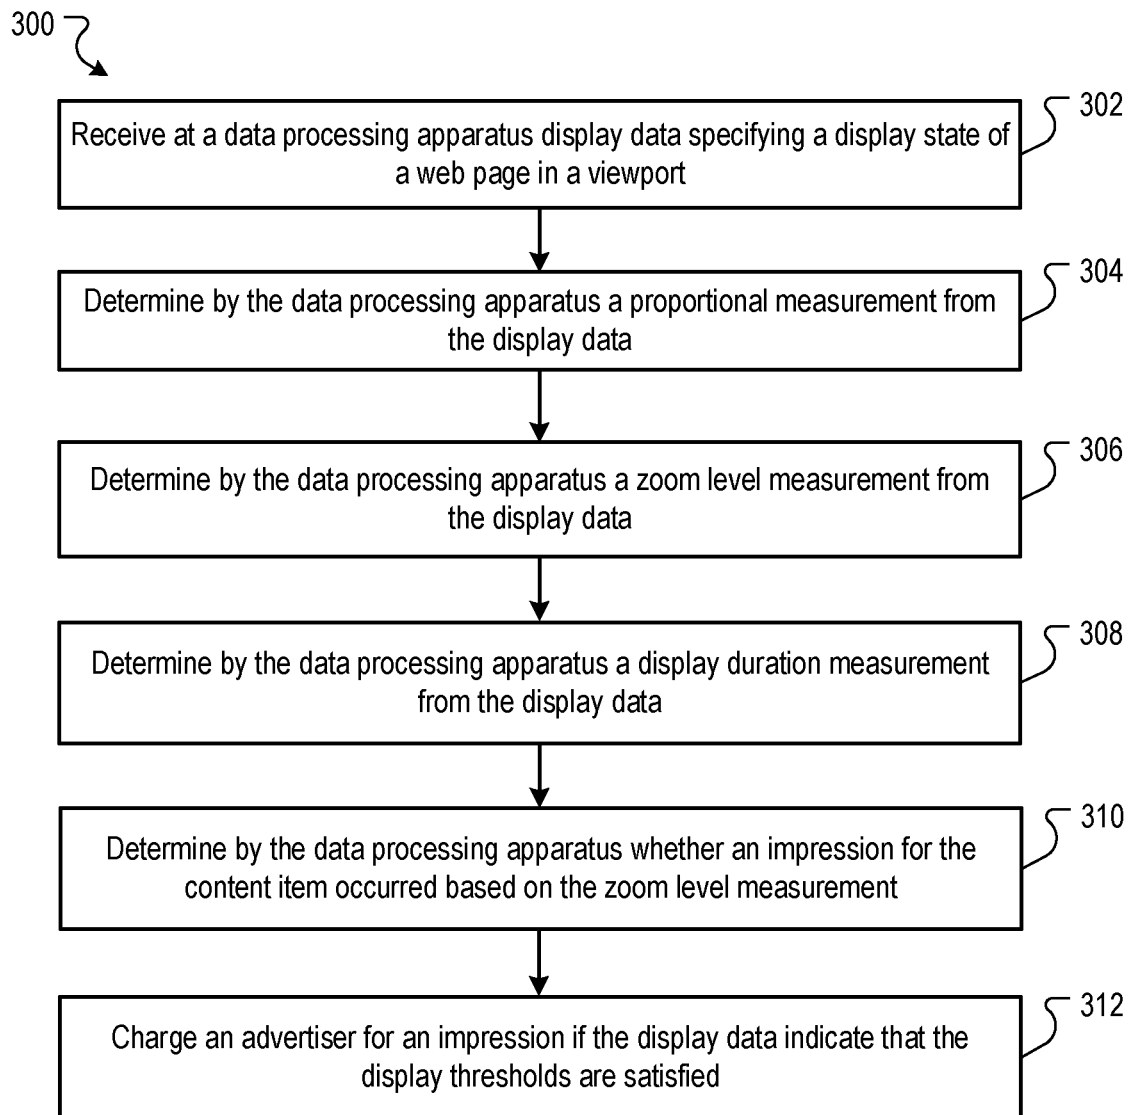 300
302
Receive at a data processing apparatus display data specifying a display state of
a web page in a viewport
304
Determine by the data processing apparatus a proportional measurement from
the display data
306
Determine by the data processing apparatus a zoom level measurement from
the display data
308
Determine by the data processing apparatus a display duration measurement
from the display data
310
Determine by the data processing apparatus whether an impression for the
content item occurred based on the zoom level measurement
312
Charge an advertiser for an impression if the display data indicate that the
display thresholds are satisfied